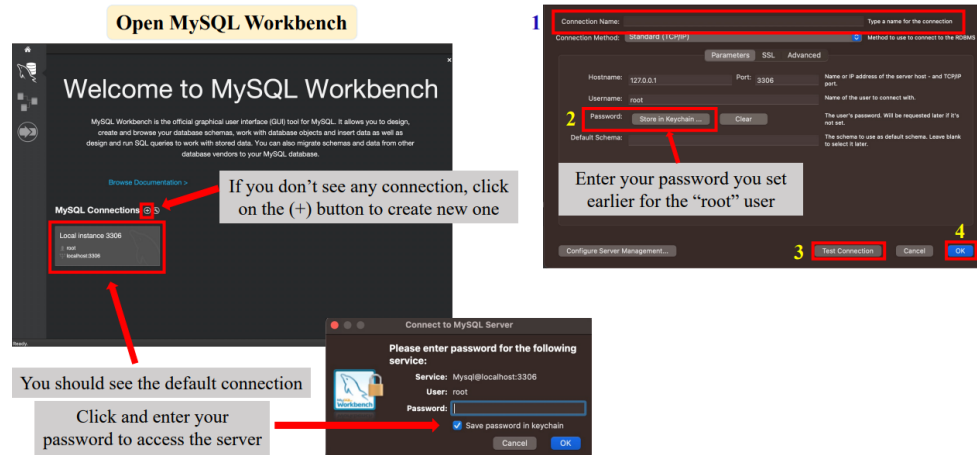 Open MySQL Workbench
Welcome to MySQL Workbench
MySQL Workbench is the official graphical user interface (GUI) tool for MySQL. It allows you to design,
create and browse your database schemas, work with database objects and insert data as well as
design and run SQL queries to work with stored data. You can also migrate schemas and data from other
database vendors to your MySQL database.
Browse Documentation >
MySQL Connections
If you don't see any connection, click
on the (+) button to create new one
Local instance 3306
root
localhost:3306
Ready.
You should see the default connection
Click and enter your
password to access the server
1
Connection Name:
Type a name for the connection
Connection Method: Standard (TCP/IP)
Method to use to connect to the RDBMS
Parameters SSL Advanced
Hostname: 127.0.0.1 Port: 3306
Name or IP address of the server host - and TCP/IP
port.
Username: root
Name of the user to connect with.
2
Password: Store in Keychain ... Clear
The user's password. Will be requested later if it's
not set.
Default Schema:
The schema to use as default schema. Leave blank
to select it later.
Enter your password you set
earlier for the "root" user
4
Configure Server Management...
3
Test Connection Cancel OK
Connect to MySQL Server
Please enter password for the following
service:
Service: Mysql@localhost:3306
User: root
Password:
Save password in keychain
Cancel OK
MySQL
Workbench